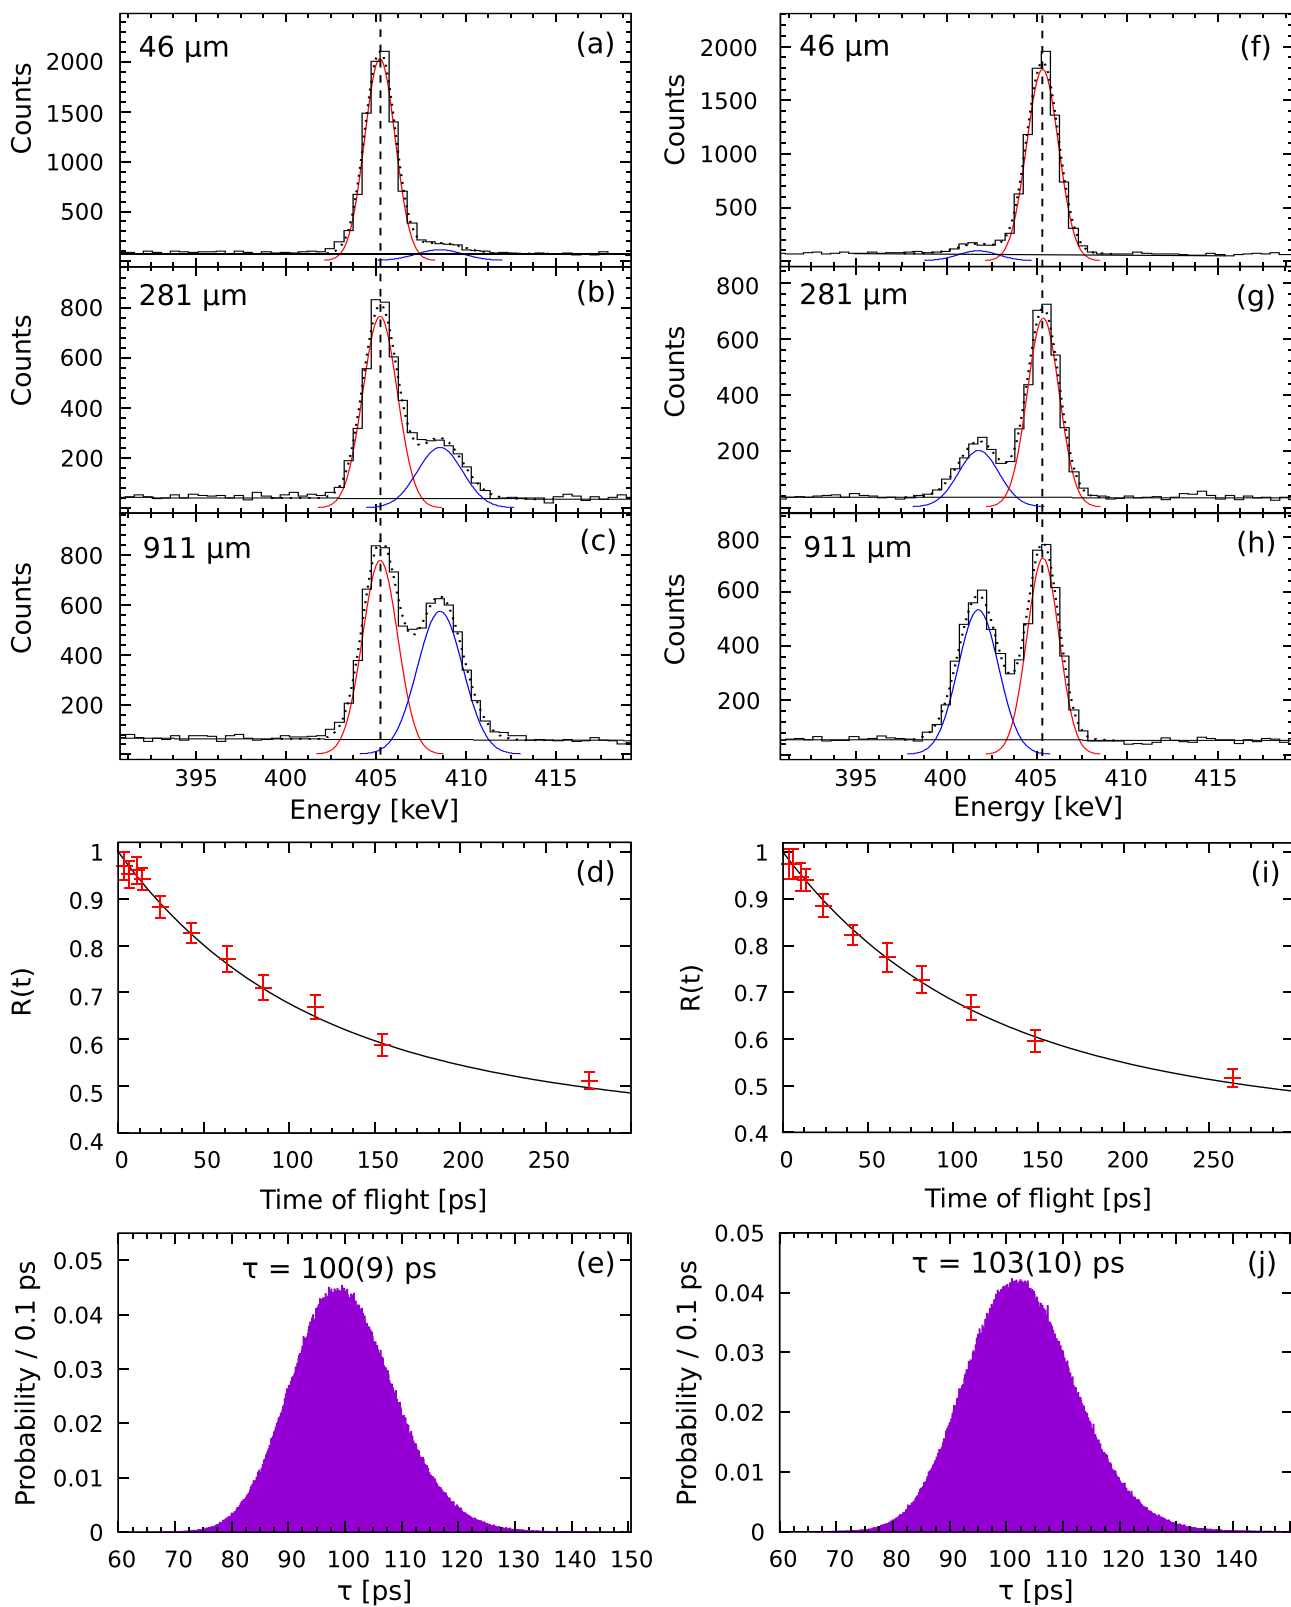 46 μm
(a)
2000
1500
1000
500
Counts
281 μm
(b)
800
600
400
200
Counts
911 μm
(c)
800
600
400
200
Counts
395 400 405 410 415
Energy [keV]
46 μm
(f)
2000
1500
1000
500
Counts
281 μm
(g)
800
600
400
200
Counts
911 μm
(h)
800
600
400
200
Counts
395 400 405 410 415
Energy [keV]
(d)
1
0.9
0.8
0.7
0.6
0.5
0.4
R(t)
0 50 100 150 200 250
Time of flight [ps]
(i)
1
0.9
0.8
0.7
0.6
0.5
0.4
R(t)
0 50 100 150 200 250
Time of flight [ps]
τ = 100(9) ps
(e)
0.05
0.04
0.03
0.02
0.01
0
Probability / 0.1 ps
60 70 80 90 100 110 120 130 140 150
τ [ps]
τ = 103(10) ps
(j)
0.05
0.04
0.03
0.02
0.01
0
Probability / 0.1 ps
60 70 80 90 100 110 120 130 140
τ [ps]